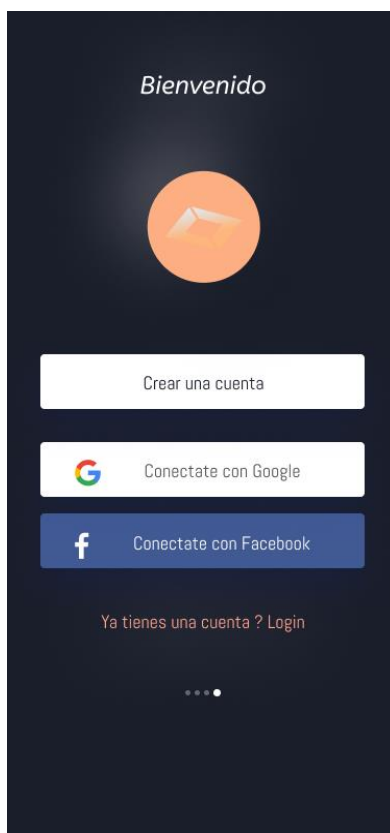 Bienvenido
Crear una cuenta
Conectate con Google
Conectate con Facebook
Ya tienes una cuenta ? Login